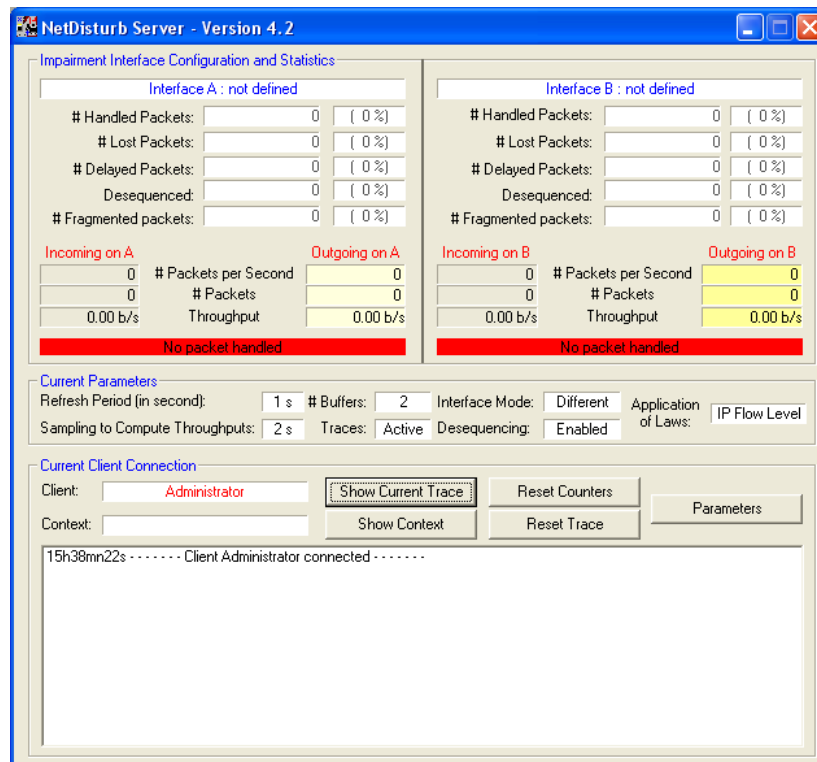 NetDisturb Server - Version 4.2
Impairment Interface Configuration and Statistics
Interface A : not defined
# Handled Packets: 0 ( 0 %)
# Lost Packets: 0 ( 0 %)
# Delayed Packets: 0 ( 0 %)
Desequenced: 0 ( 0 %)
# Fragmented packets: 0 ( 0 %)
Incoming on A Outgoing on A
0 # Packets per Second 0
0 # Packets 0
0.00 b/s Throughput 0.00 b/s
No packet handled
Interface B : not defined
# Handled Packets: 0 ( 0 %)
# Lost Packets: 0 ( 0 %)
# Delayed Packets: 0 ( 0 %)
Desequenced: 0 ( 0 %)
# Fragmented packets: 0 ( 0 %)
Incoming on B Outgoing on B
0 # Packets per Second 0
0 # Packets 0
0.00 b/s Throughput 0.00 b/s
No packet handled
Current Parameters
Refresh Period (in second): 1 s # Buffers: 2 Interface Mode: Different Application
of Laws: IP Flow Level
Sampling to Compute Throughputs: 2 s Traces: Active Desequencing: Enabled
Current Client Connection
Client: Administrator Show Current Trace Reset Counters
Parameters
Context: Show Context Reset Trace
15h38mn22s - - - - - - - Client Administrator connected - - - - - - -